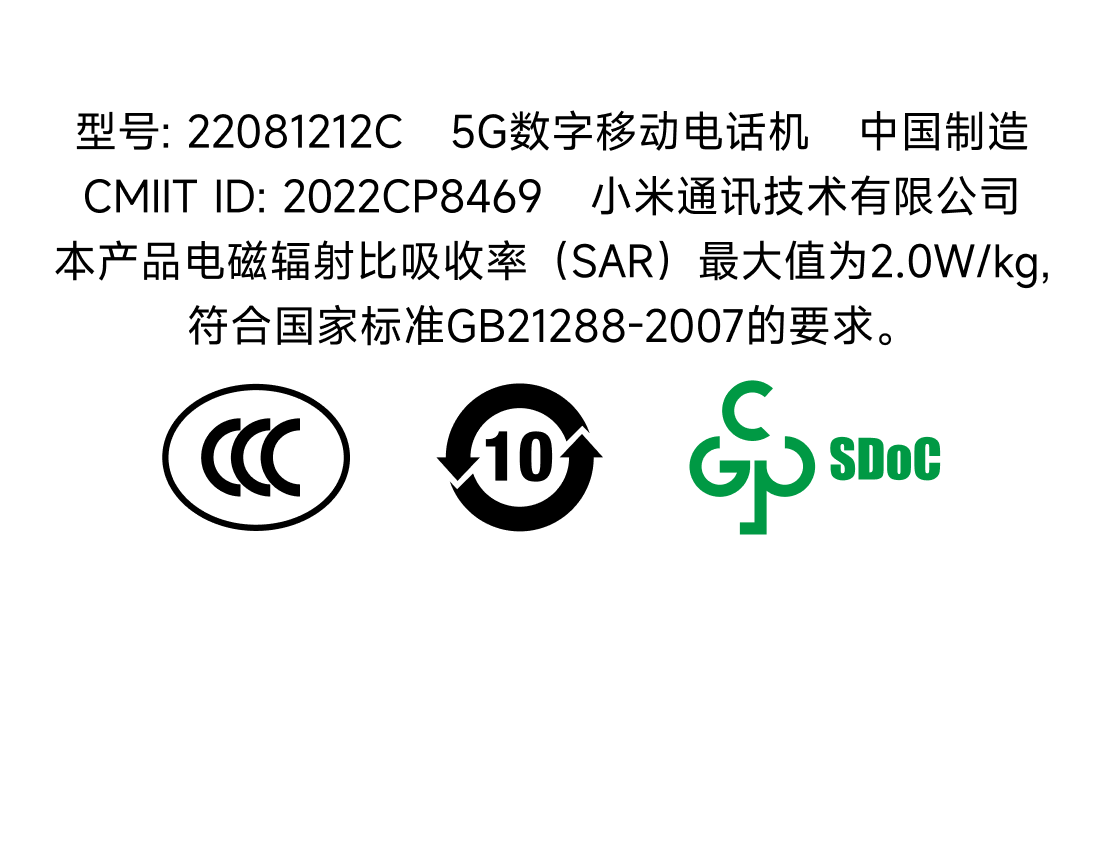 型号: 22081212C 5G数字移动电话机 中国制造
CMIIT ID: 2022CP8469 小米通讯技术有限公司
本产品电磁辐射比吸收率（SAR）最大值为2.0W/kg,
符合国家标准GB21288-2007的要求。
CCC
10
CGP SDoC